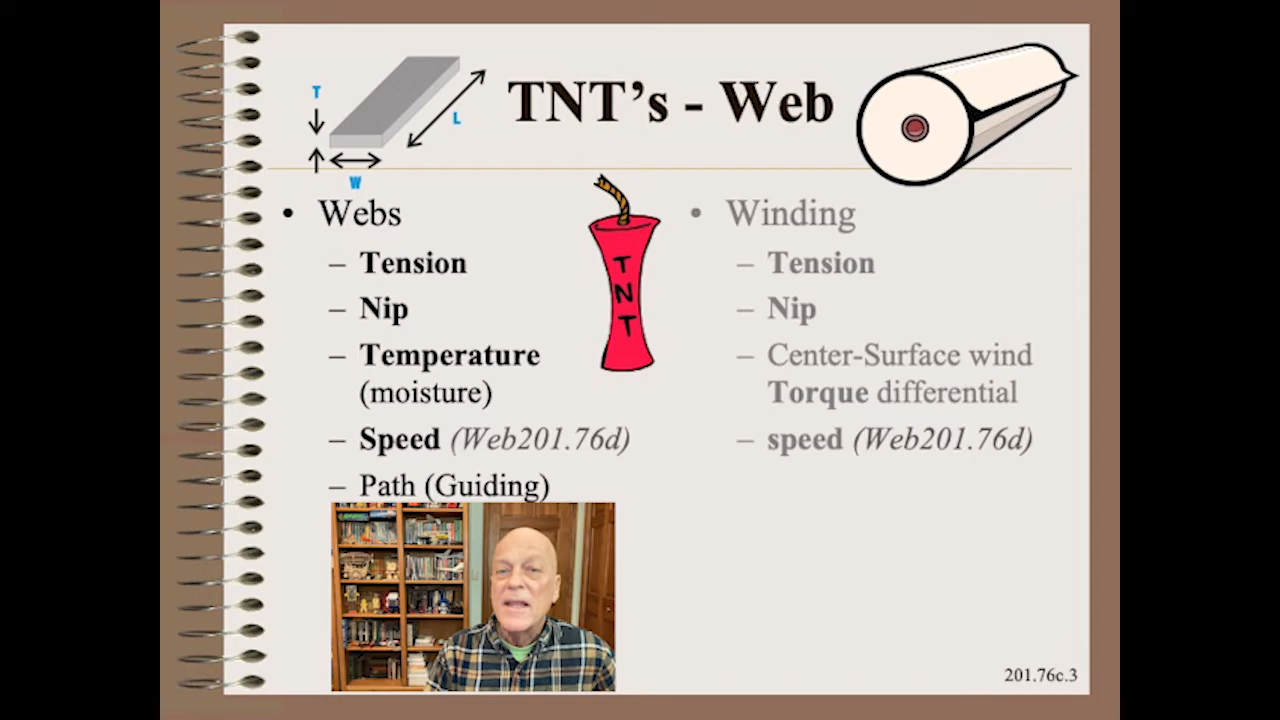 TNT's - Web
T
L
W
• Webs
– Tension
– Nip
– Temperature
(moisture)
– Speed (Web201.76d)
– Path (Guiding)
T
N
T
• Winding
– Tension
– Nip
– Center-Surface wind
Torque differential
– speed (Web201.76d)
201.76c.3